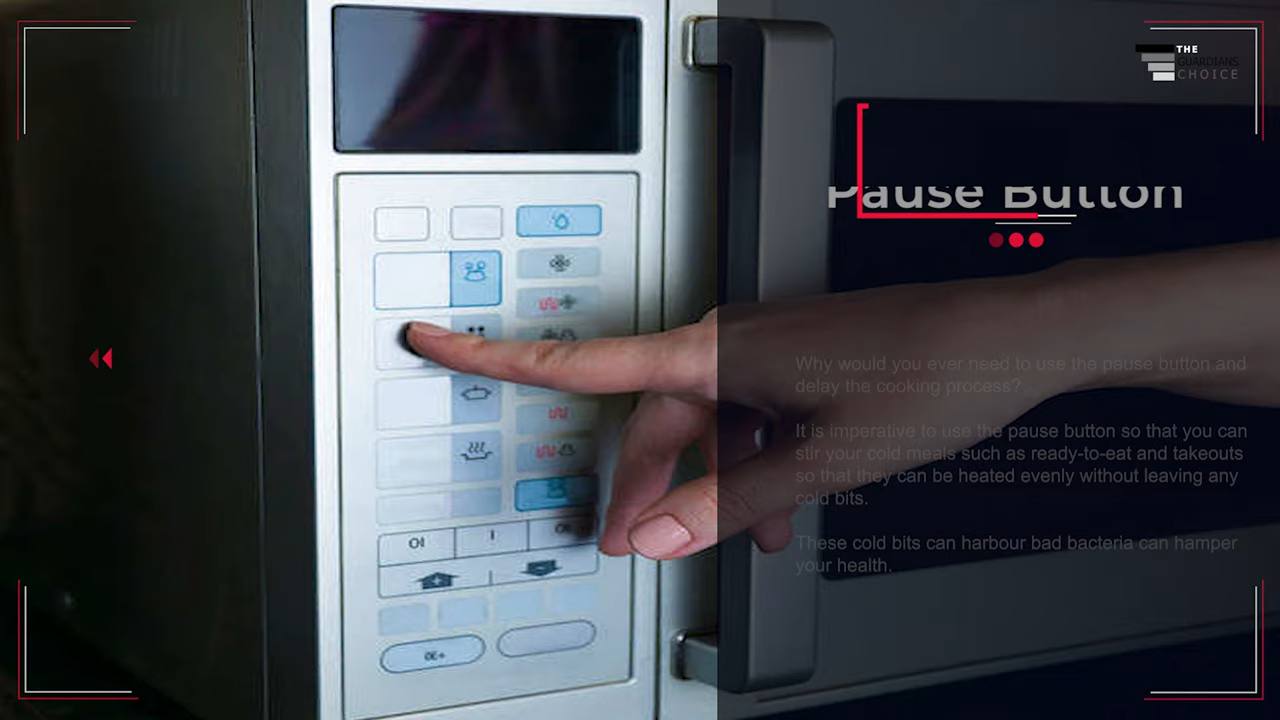 THE
GUARDIANS
CHOICE
Pause Button
Why would you ever need to use the pause button and
delay the cooking process?
It is imperative to use the pause button so that you can
stir your cold meals such as ready-to-eat and takeouts
so that they can be heated evenly without leaving any
cold bits.
These cold bits can harbour bad bacteria can hamper
your health.